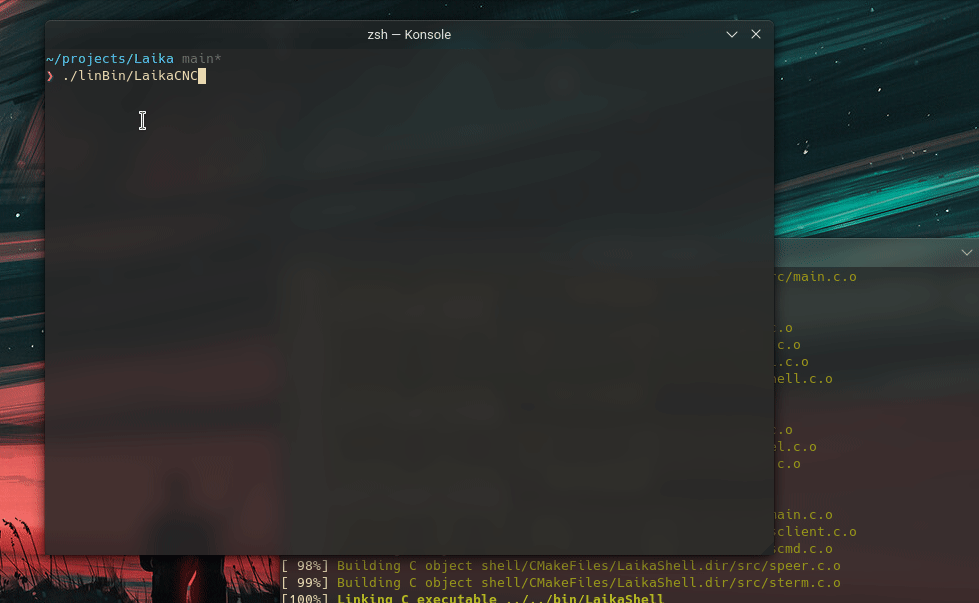 zsh — Konsole
~/projects/Laika main*
❯ ./linBin/LaikaCNC
rc/main.c.o
.o
c.o
.c.o
hell.c.o
.o
el.c.o
c.o
main.c.o
client.c.o
cmd.c.o
[ 98%] Building C object shell/CMakeFiles/LaikaShell.dir/src/speer.c.o
[ 99%] Building C object shell/CMakeFiles/LaikaShell.dir/src/sterm.c.o
[100%] Linking C executable ../../bin/LaikaShell